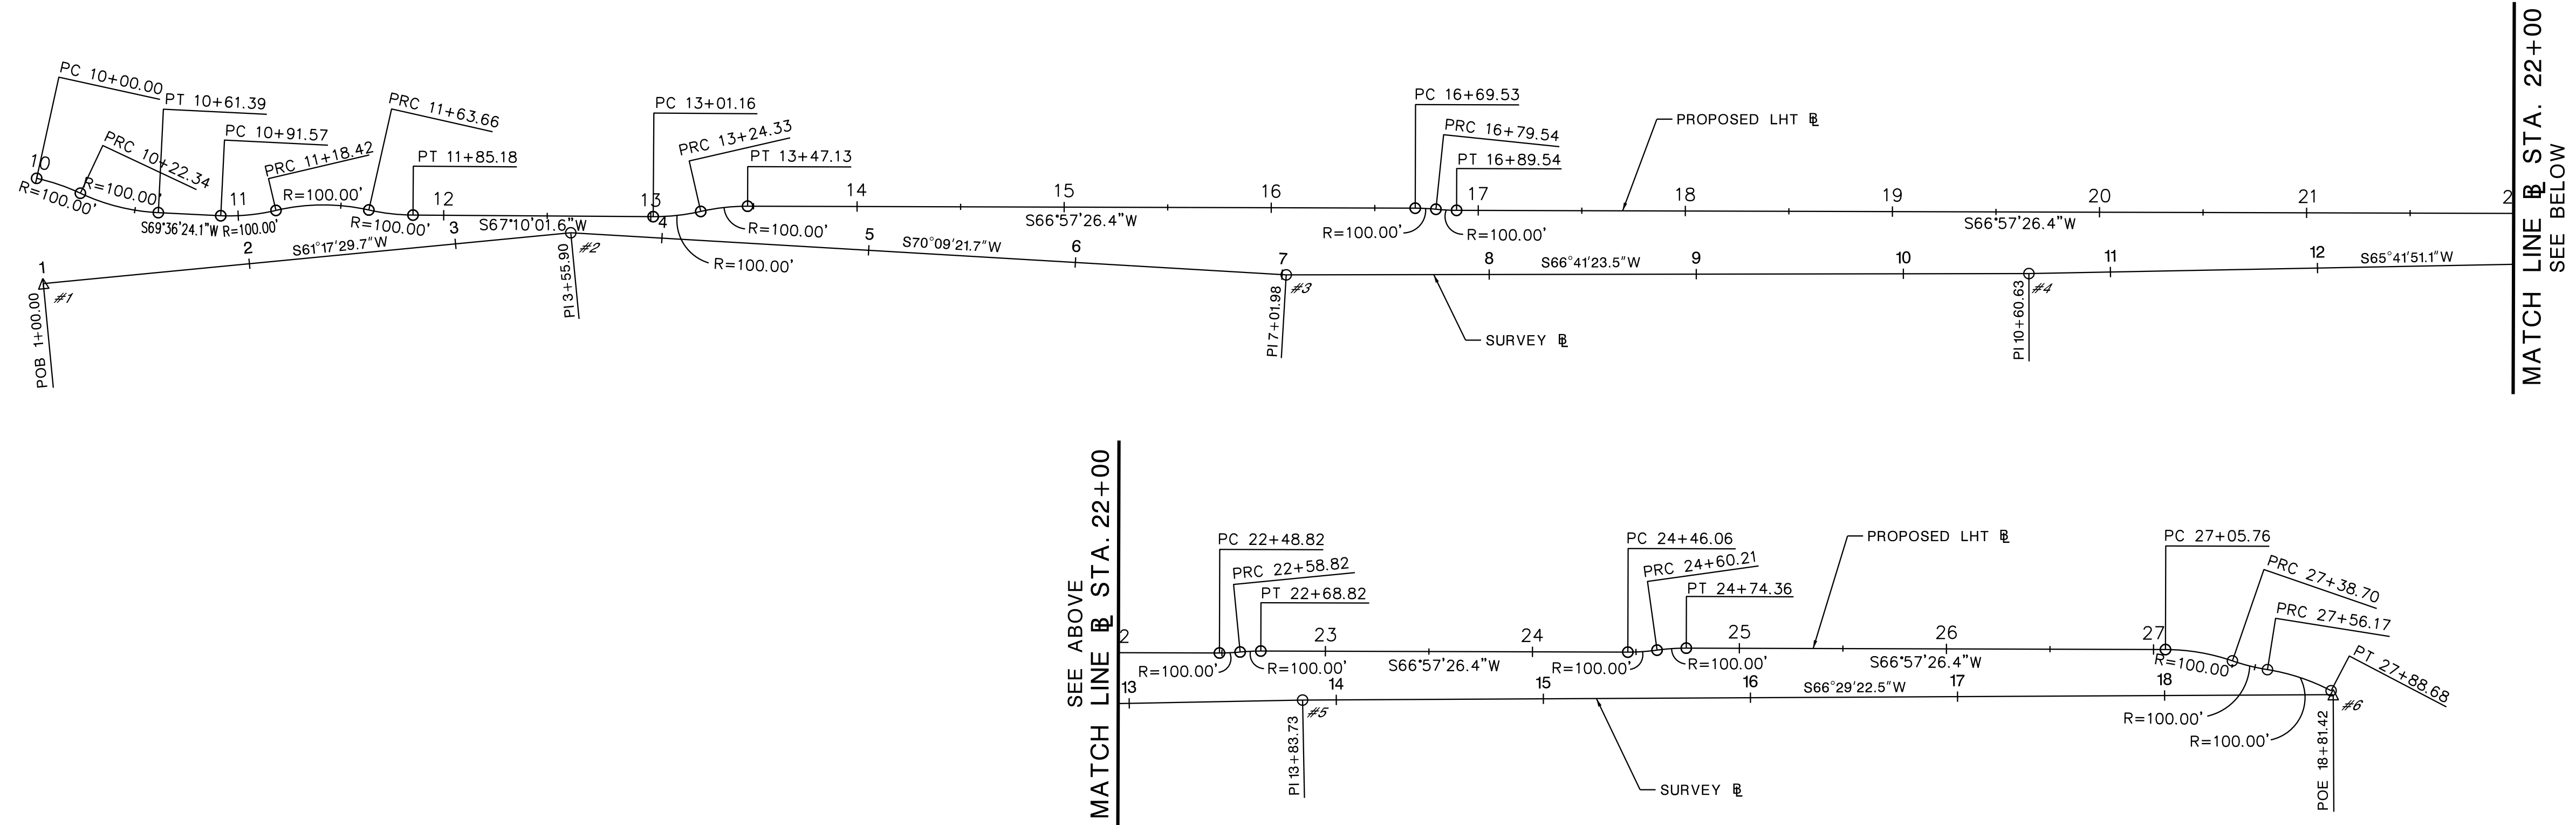 PC 10+00.00
PRC 10+22.34
PT 10+61.39
PC 10+91.57
PRC 11+18.42
PRC 11+63.66
PT 11+85.18
PC 13+01.16
PRC 13+24.33
PT 13+47.13
PC 16+69.53
PRC 16+79.54
PT 16+89.54
PROPOSED LHT BL
10
11
12
13
14
15
16
17
18
19
20
21
2
R=100.00'
R=100.00'
S69°36'24.1"W
R=100.00'
R=100.00'
R=100.00'
S67°10'01.6"W
R=100.00'
R=100.00'
S66°57'26.4"W
R=100.00'
R=100.00'
S66°57'26.4"W
1
2
3
4
5
6
7
8
9
10
11
12
S61°17'29.7"W
S70°09'21.7"W
S66°41'23.5"W
S65°41'51.1"W
POB 1+00.00
#1
PI 3+55.90
#2
PI 7+01.98
#3
SURVEY BL
PI 10+60.63
#4
MATCH LINE BL STA. 22+00
SEE BELOW
SEE ABOVE
MATCH LINE BL STA. 22+00
PC 22+48.82
PRC 22+58.82
PT 22+68.82
PC 24+46.06
PRC 24+60.21
PT 24+74.36
PROPOSED LHT BL
PC 27+05.76
PRC 27+38.70
PRC 27+56.17
PT 27+88.68
2
23
24
25
26
27
R=100.00'
R=100.00'
S66°57'26.4"W
R=100.00'
R=100.00'
S66°57'26.4"W
R=100.00'
R=100.00'
R=100.00'
13
14
15
16
17
18
S66°29'22.5"W
PI 13+83.73
#5
SURVEY BL
POE 18+81.42
#6